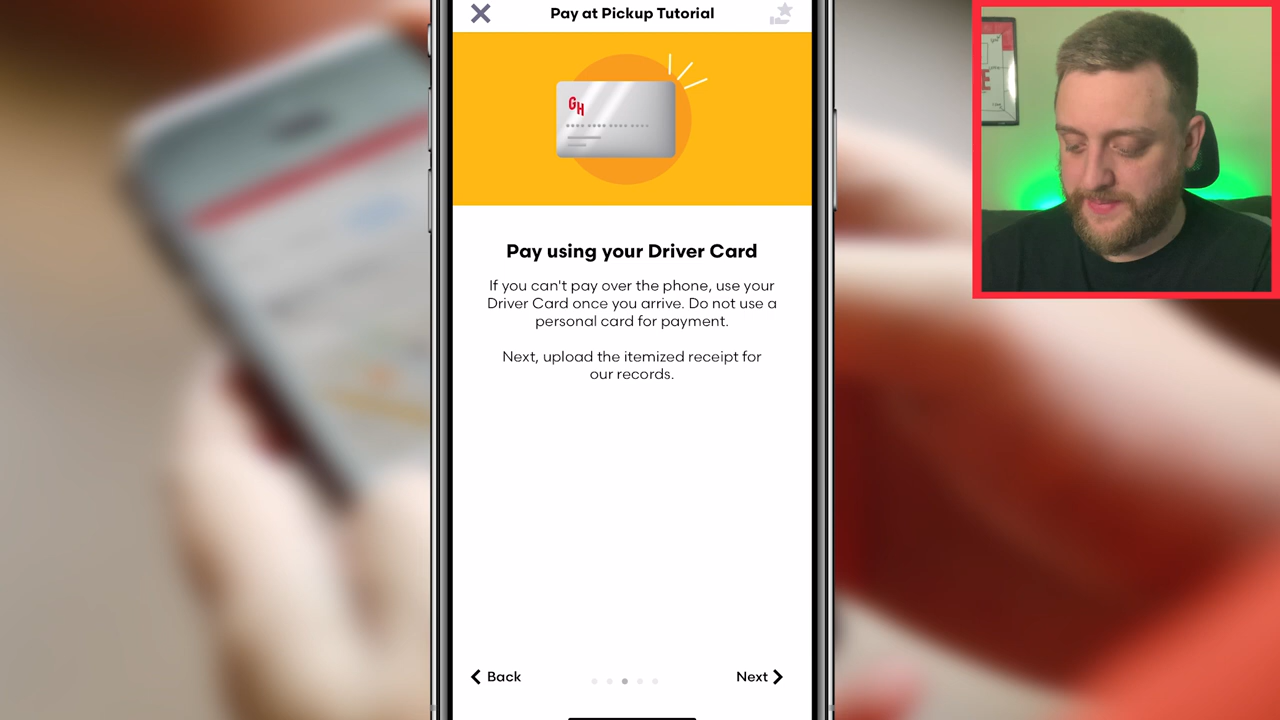 Pay at Pickup Tutorial
GH
Pay using your Driver Card
If you can't pay over the phone, use your
Driver Card once you arrive. Do not use a
personal card for payment.
Next, upload the itemized receipt for
our records.
Back
Next